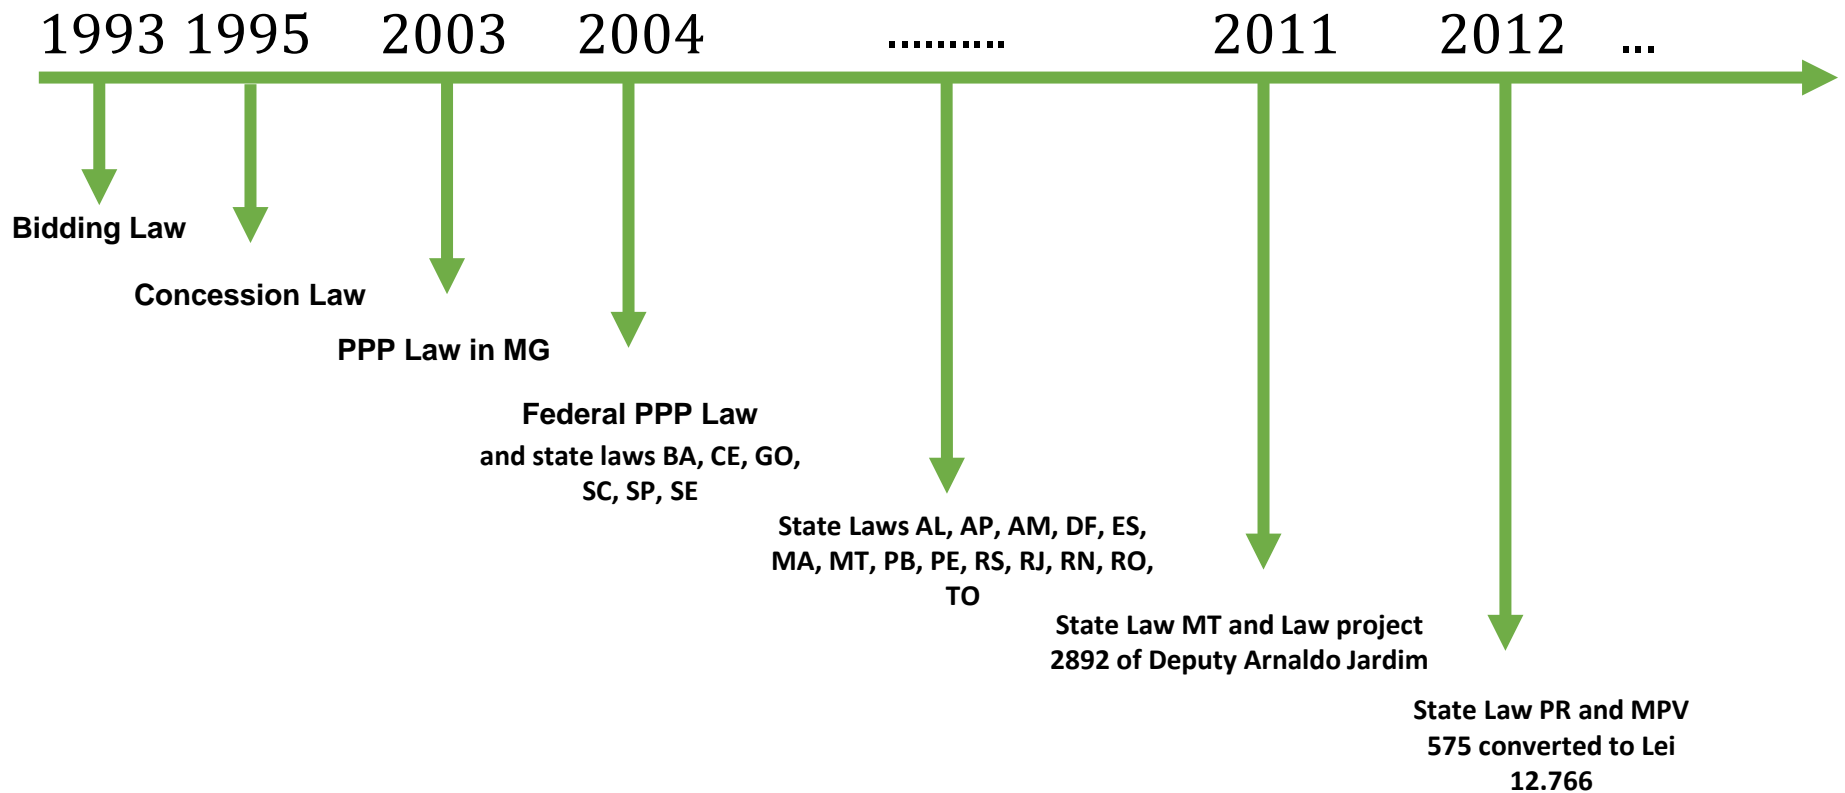 1993 1995 2003 2004 .......... 2011 2012 ...
Bidding Law
Concession Law
PPP Law in MG
Federal PPP Law
and state laws BA, CE, GO,
SC, SP, SE
State Laws AL, AP, AM, DF, ES,
MA, MT, PB, PE, RS, RJ, RN, RO,
TO
State Law MT and Law project
2892 of Deputy Arnaldo Jardim
State Law PR and MPV
575 converted to Lei
12.766